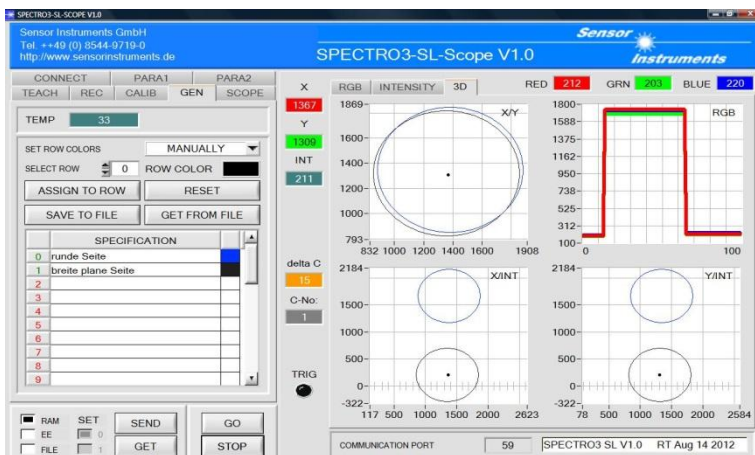 SPECTRO3-SL-SCOPE V1.0
Sensor Instruments GmbH
Tel. ++49 (0) 8544-9719-0
http://www.sensorinstruments.de
SPECTRO3-SL-Scope V1.0
Sensor
Instruments
CONNECT PARA1 PARA2
TEACH REC CALIB GEN SCOPE
TEMP 33
SET ROW COLORS MANUALLY
SELECT ROW 0 ROW COLOR
ASSIGN TO ROW RESET
SAVE TO FILE GET FROM FILE
SPECIFICATION
0 runde Seite
1 breite plane Seite
2
3
4
5
6
7
8
9
RAM SET SEND GO
EE 0
FILE 1 GET STOP
X
1367
Y
1309
INT
211
delta C
15
C-No:
1
TRIG
RGB INTENSITY 3D RED 212 GRN 203 BLUE 220
X/Y
1869-
1600-
1400-
1200-
1000-
793-
832 1000 1200 1400 1600 1908
RGB
1800-
1588-
1375-
1162-
950-
738-
525-
312-
100-
0 100
X/INT
2184-
1500-
1000-
500-
0-
-322-
117 500 1000 1500 2000 2623
Y/INT
2184-
1500-
1000-
500-
0-
-322-
78 500 1000 1500 2000 2584
COMMUNICATION PORT 59 SPECTRO3 SL V1.0 RT Aug 14 2012